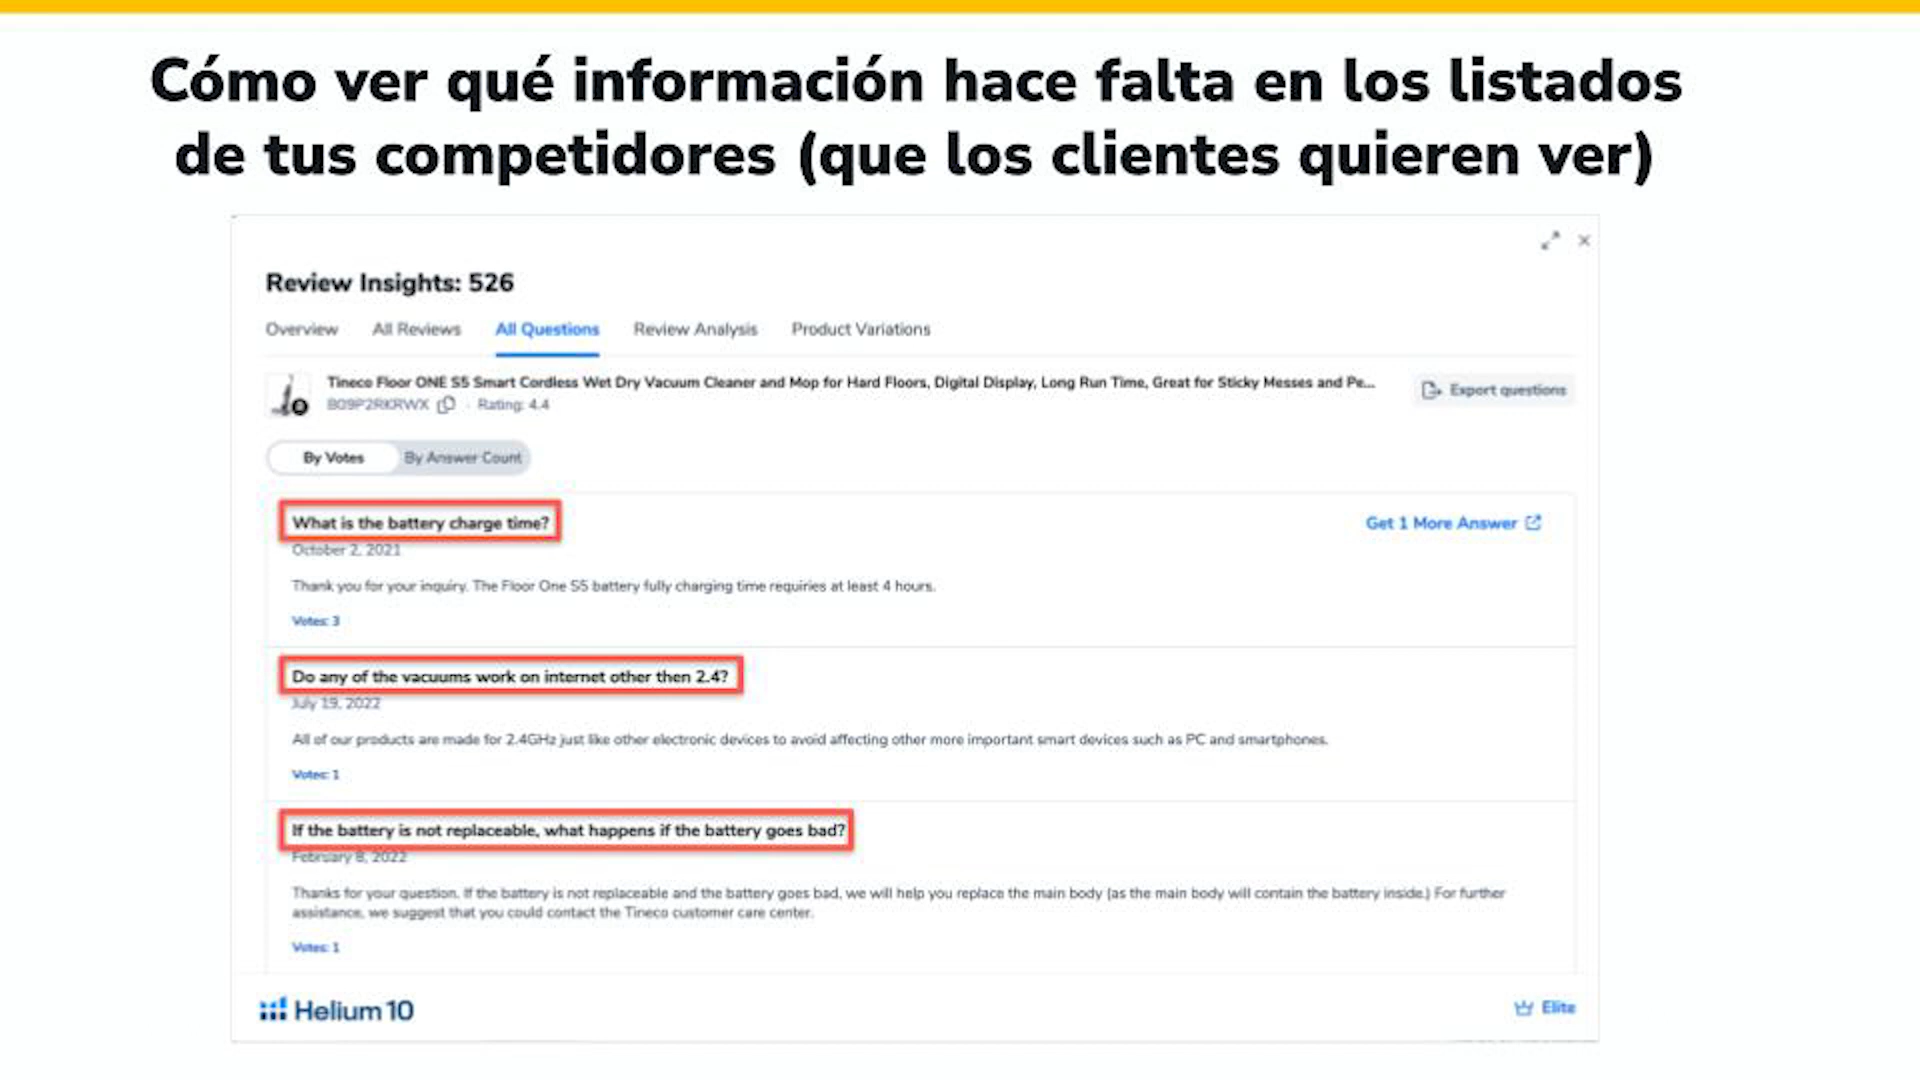 Cómo ver qué información hace falta en los listados
de tus competidores (que los clientes quieren ver)
Review Insights: 526
Overview All Reviews All Questions Review Analysis Product Variations
Tineco Floor ONE S5 Smart Cordless Wet Dry Vacuum Cleaner and Mop for Hard Floors, Digital Display, Long Run Time, Great for Sticky Messes and Pe...
Export questions
B09P2RKRWX · Rating: 4.4
By Votes By Answer Count
What is the battery charge time?
Get 1 More Answer
October 2, 2021
Thank you for your inquiry. The Floor One S5 battery fully charging time requiries at least 4 hours.
Votes: 3
Do any of the vacuums work on internet other then 2.4?
July 19, 2022
All of our products are made for 2.4GHz just like other electronic devices to avoid affecting other more important smart devices such as PC and smartphones.
Votes: 1
If the battery is not replaceable, what happens if the battery goes bad?
February 8, 2022
Thanks for your question. If the battery is not replaceable and the battery goes bad, we will help you replace the main body (as the main body will contain the battery inside.) For further
assistance, we suggest that you could contact the Tineco customer care center.
Votes: 1
Helium 10
Elite